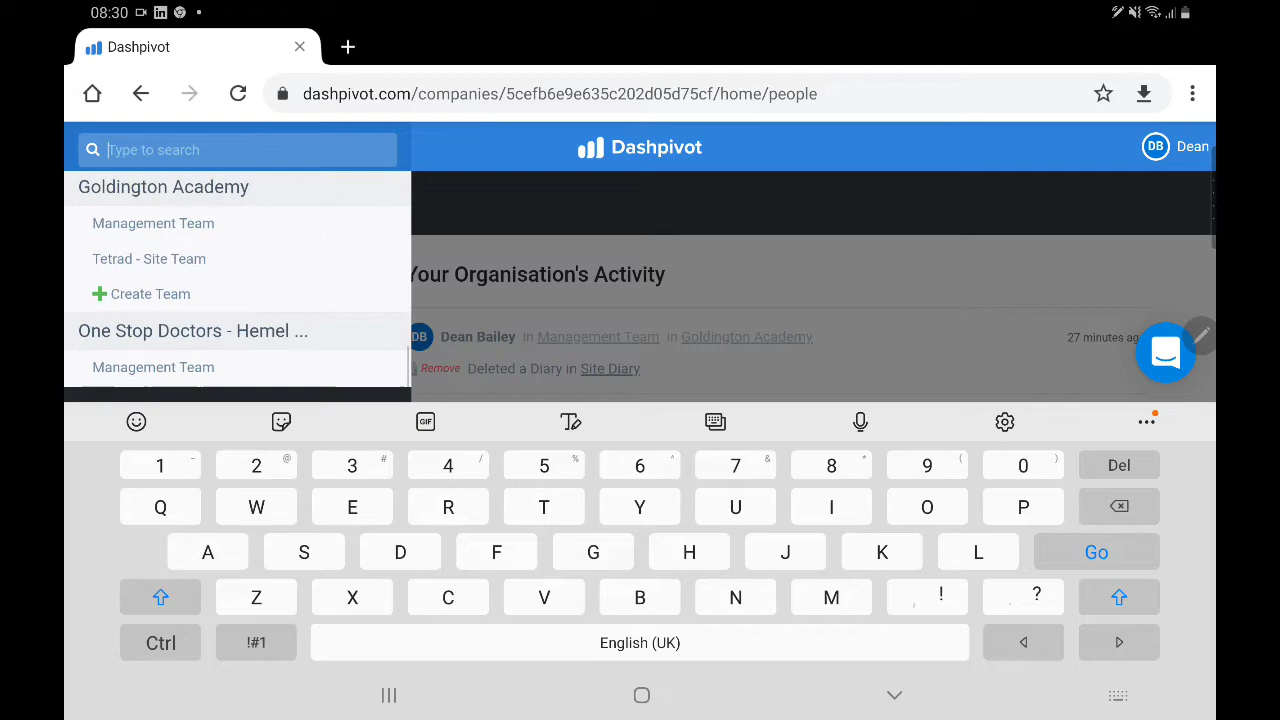 08:30
Dashpivot
dashpivot.com/companies/5cefb6e9e635c202d05d75cf/home/people
Type to search
Dashpivot
DB Dean
Goldington Academy
Management Team
Tetrad - Site Team
Create Team
One Stop Doctors - Hemel ...
Management Team
Your Organisation's Activity
DB Dean Bailey in Management Team in Goldington Academy
27 minutes ag
Remove Deleted a Diary in Site Diary
GIF
1 - 2 @ 3 # 4 / 5 % 6 ^ 7 & 8 * 9 ( 0 ) Del
Q W E R T Y U I O P
A S D F G H J K L Go
Z X C V B N M , ! . ?
Ctrl !#1 English (UK)